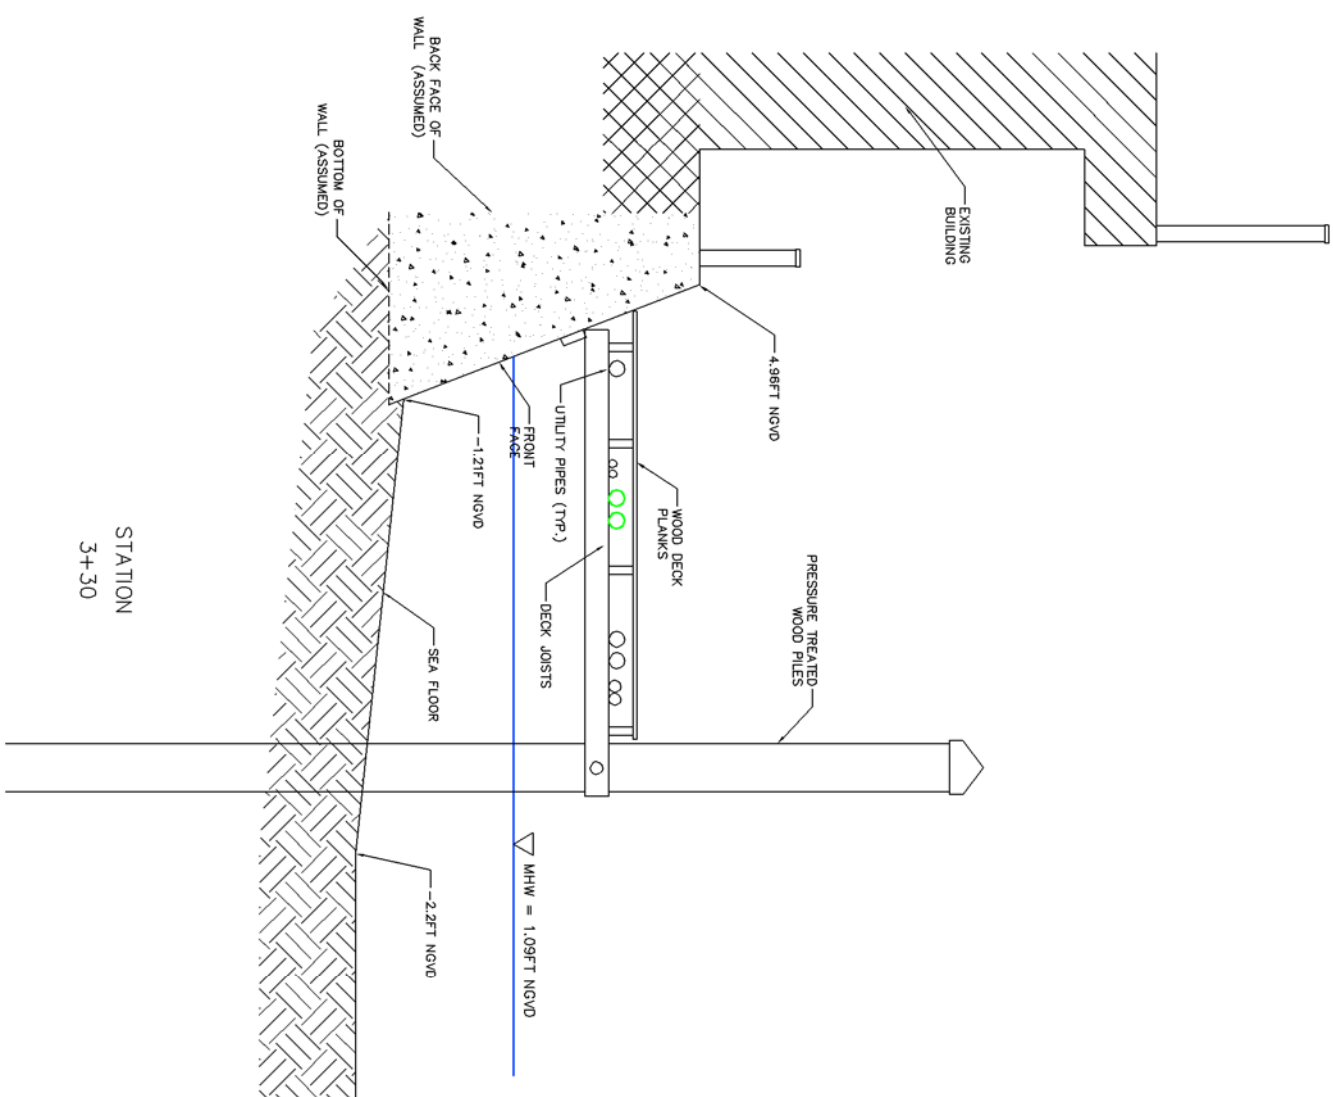 BACK FACE OF
WALL (ASSUMED)
BOTTOM OF
WALL (ASSUMED)
EXISTING
BUILDING
4.96FT NGVD
FRONT
FACE
-1.21FT NGVD
UTILITY PIPES (TYP.)
WOOD DECK
PLANKS
DECK JOISTS
PRESSURE TREATED
WOOD PILES
SEA FLOOR
MHW = 1.09FT NGVD
-2.2FT NGVD
STATION
3+30